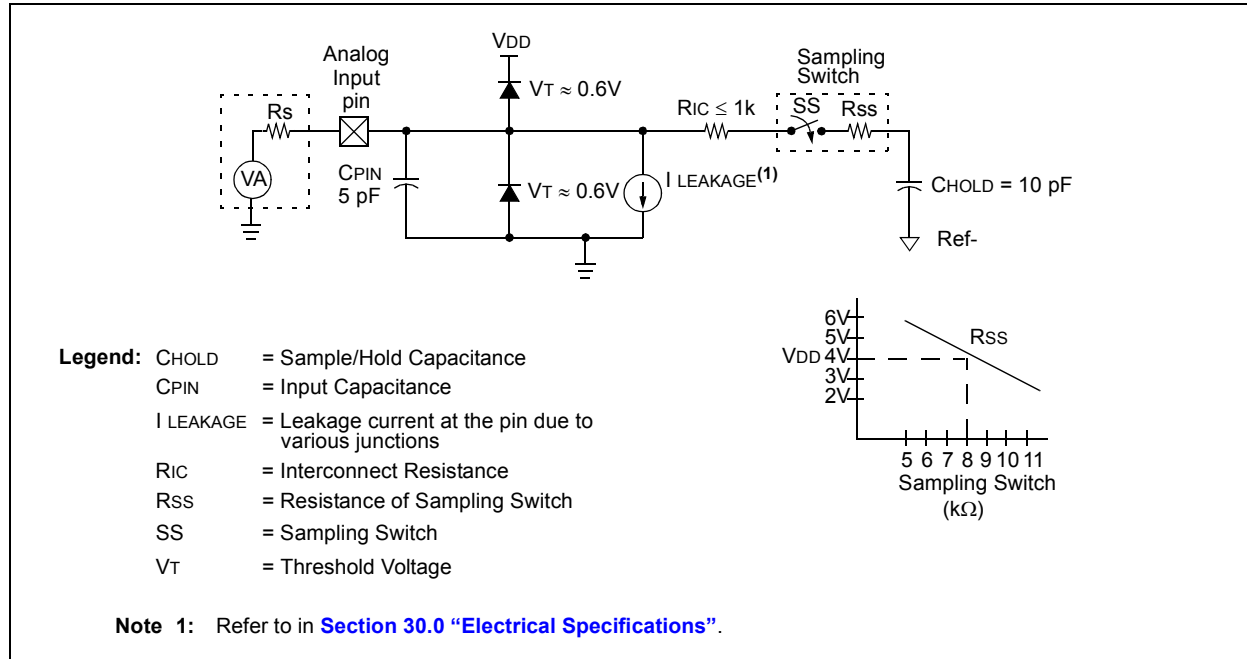 VDD
Analog
Input
pin
Sampling
Switch
VT ≈ 0.6V
Rs
RIC ≤ 1k
SS
Rss
VA
CPIN
5 pF
VT ≈ 0.6V
I LEAKAGE(1)
CHOLD = 10 pF
Ref-
6V
5V
VDD 4V
3V
2V
RSS
5 6 7 8 9 10 11
Sampling Switch
(kΩ)
Legend: CHOLD = Sample/Hold Capacitance
CPIN = Input Capacitance
I LEAKAGE = Leakage current at the pin due to
various junctions
RIC = Interconnect Resistance
RSS = Resistance of Sampling Switch
SS = Sampling Switch
VT = Threshold Voltage
Note 1: Refer to in Section 30.0 “Electrical Specifications”.